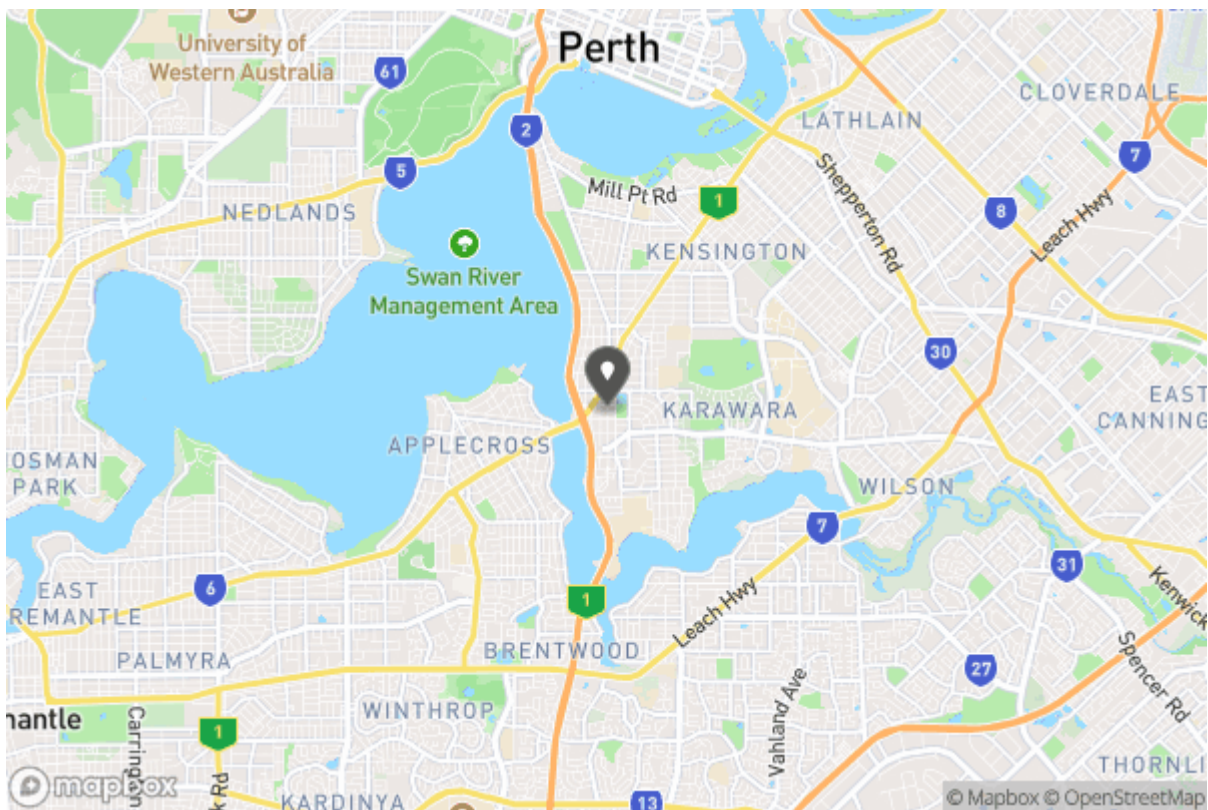 University of
Western Australia
Perth
61
CLOVERDALE
LATHLAIN
2
7
5
Mill Pt Rd
1
Shepperton Rd
8
Leach Hwy
NEDLANDS
KENSINGTON
Swan River
Management Area
30
EAST
CANNING
KARAWARA
APPLECROSS
OSMAN
PARK
WILSON
7
31
6
EAST
REMANTLE
1
Kenwick
Leach Hwy
BRENTWOOD
PALMYRA
27
Spencer Rd
Vahland Ave
WINTHROP
mantle
Carrington
1
k Rd
THORNLI
mapbox
KARDINYA
13
© Mapbox © OpenStreetMap